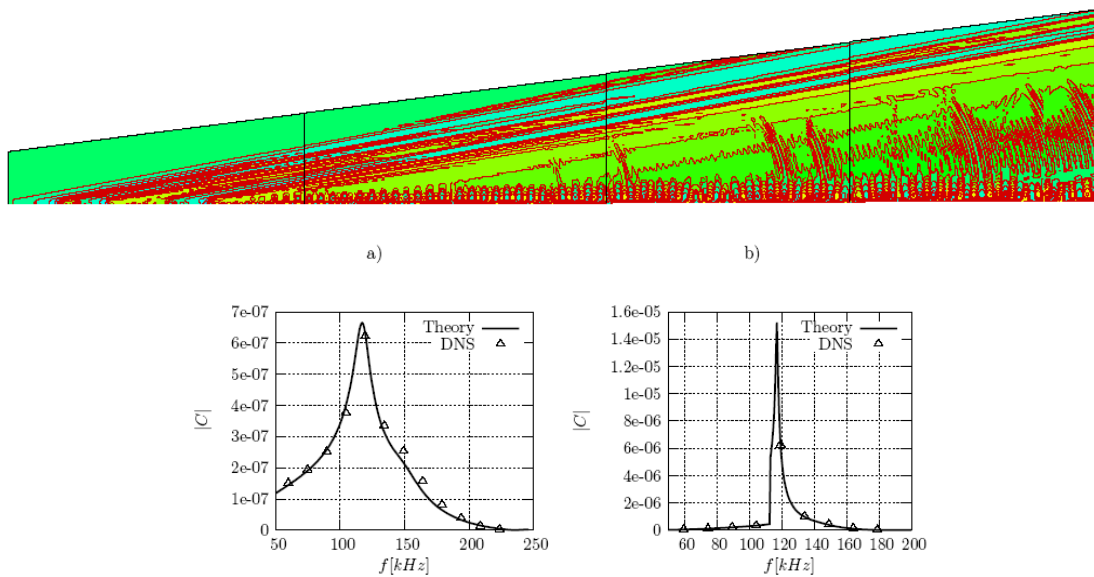 a)
b)
7e-07
6e-07
5e-07
4e-07
3e-07
2e-07
1e-07
0
50
100
150
200
250
|C|
f[kHz]
Theory
DNS
1.6e-05
1.4e-05
1.2e-05
1e-05
8e-06
6e-06
4e-06
2e-06
0
60
80
100
120
140
160
180
200
|C|
f[kHz]
Theory
DNS